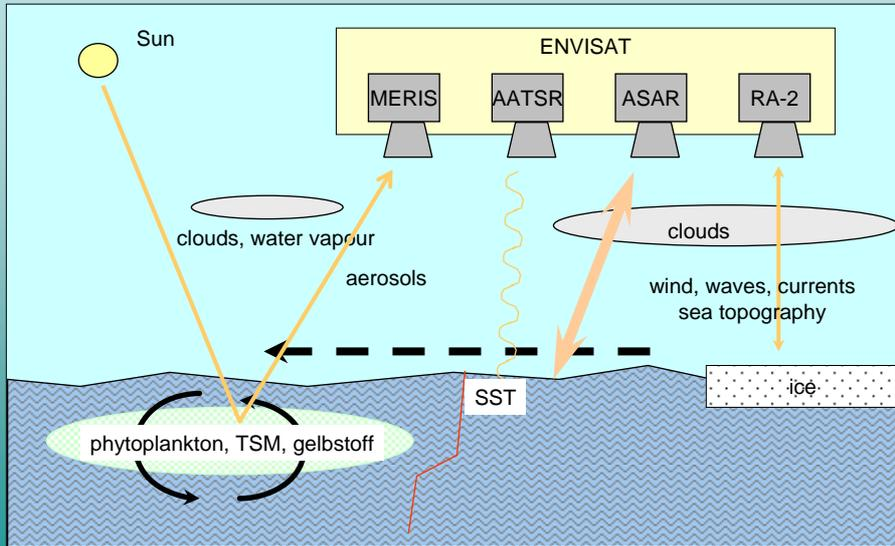 Sun
ENVISAT
MERIS
AATSR
ASAR
RA-2
clouds, water vapour
clouds
aerosols
wind, waves, currents
sea topography
SST
ice
phytoplankton, TSM, gelbstoff